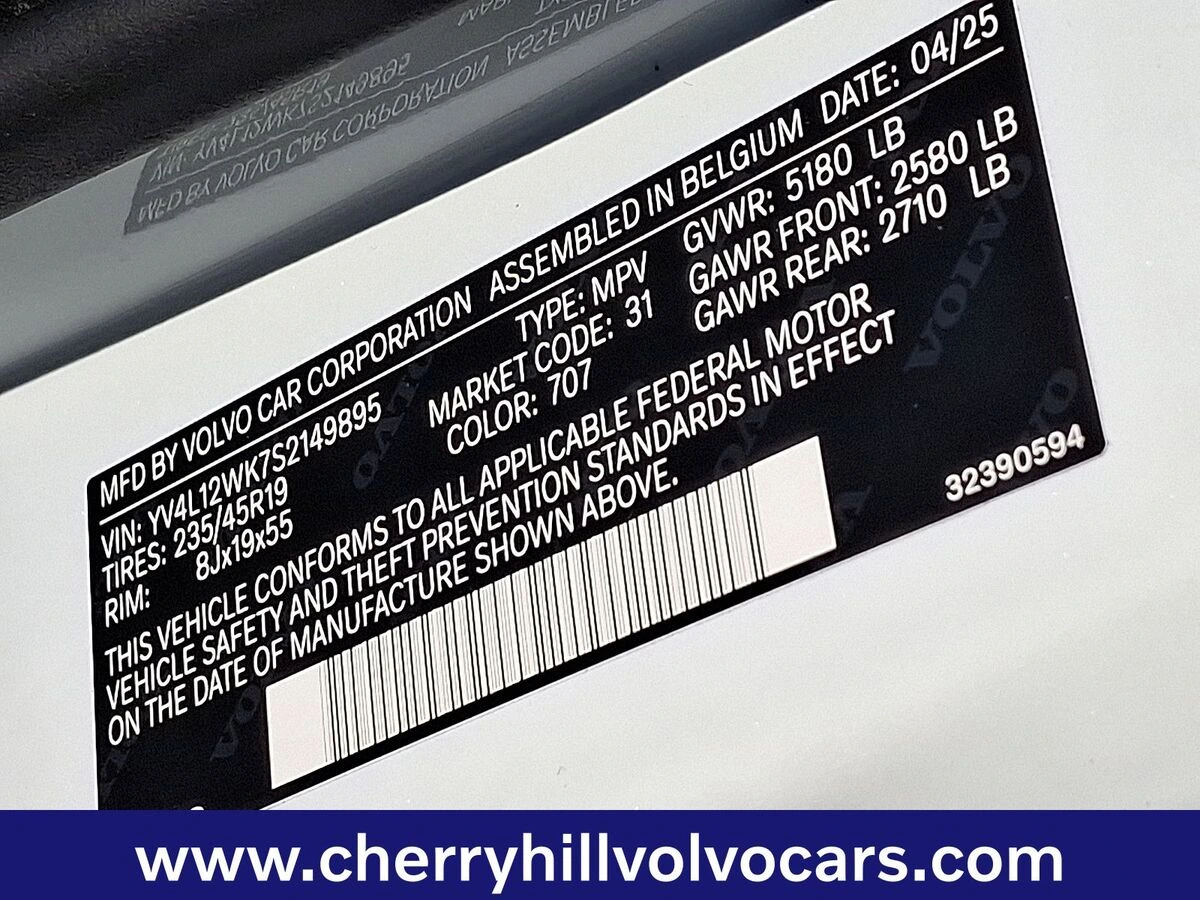 MFD BY VOLVO CAR CORPORATION ASSEMBLED IN BELGIUM DATE: 04/25
VIN: YV4L12WK7S2149895 TYPE: MPV GVWR: 5180 LB
TIRES: 235/45R19 MARKET CODE: 31 GAWR FRONT: 2580 LB
RIM: 8Jx19x55 COLOR: 707 GAWR REAR: 2710 LB
THIS VEHICLE CONFORMS TO ALL APPLICABLE FEDERAL MOTOR
VEHICLE SAFETY AND THEFT PREVENTION STANDARDS IN EFFECT
ON THE DATE OF MANUFACTURE SHOWN ABOVE.
32390594
VOLVO
www.cherryhillvolvocars.com